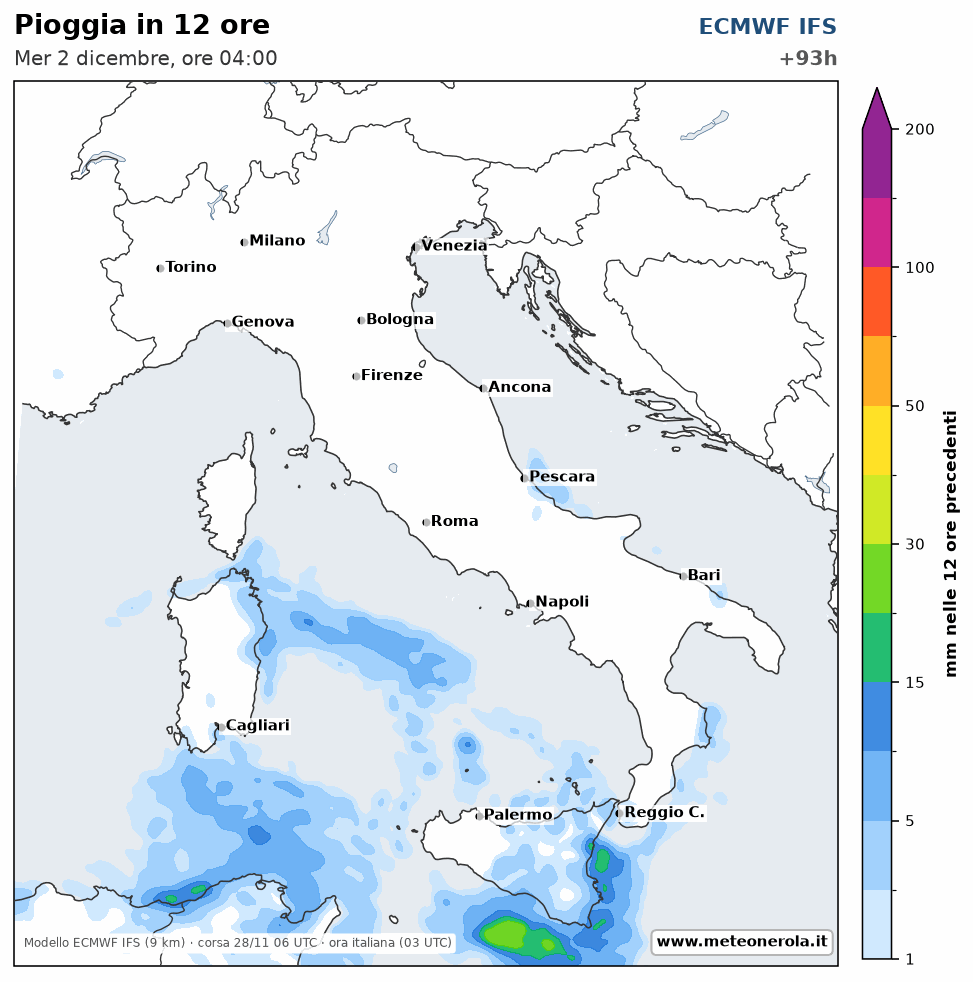 Pioggia in 12 ore
ECMWF IFS
Mer 2 dicembre, ore 04:00
+93h
Milano
Venezia
Torino
Genova
Bologna
Firenze
Ancona
Pescara
Roma
Bari
Napoli
Cagliari
Palermo
Reggio C.
Modello ECMWF IFS (9 km) · corsa 28/11 06 UTC · ora italiana (03 UTC)
www.meteonerola.it
200
100
50
30
15
5
1
mm nelle 12 ore precedenti